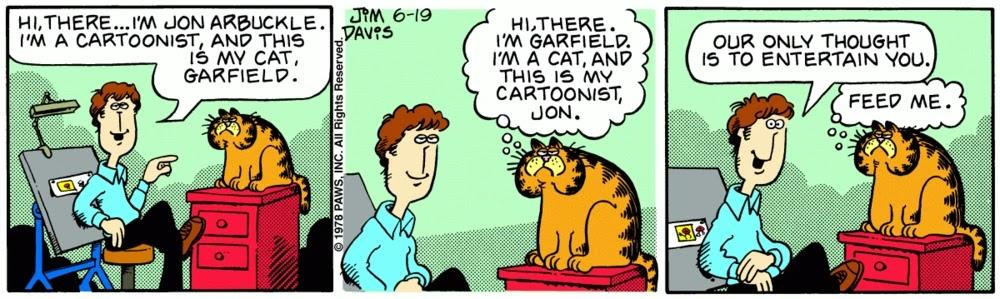 HI, THERE...I'M JON ARBUCKLE.
I'M A CARTOONIST, AND THIS
IS MY CAT,
GARFIELD.
© 1978 PAWS, INC. All Rights Reserved.
JIM 6-19
DAVIS
HI, THERE.
I'M GARFIELD.
I'M A CAT, AND
THIS IS MY
CARTOONIST,
JON.
OUR ONLY THOUGHT
IS TO ENTERTAIN YOU.
FEED ME.